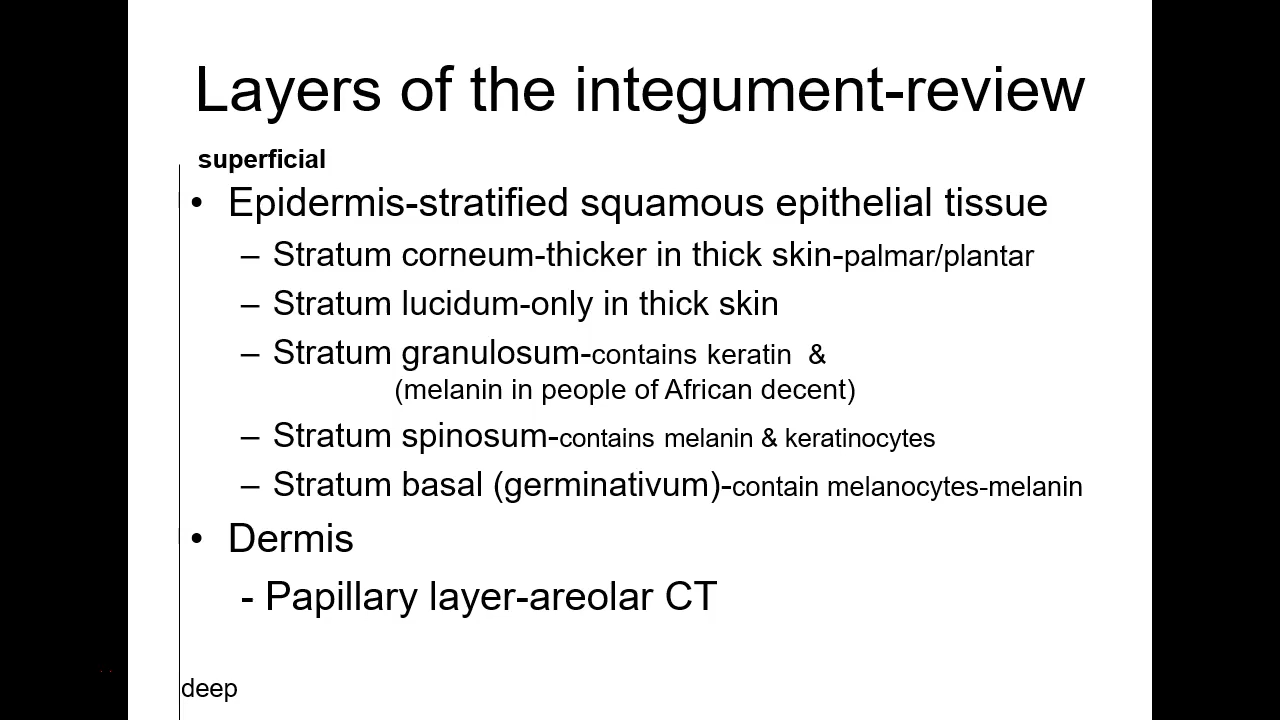 Layers of the integument-review
superficial
• Epidermis-stratified squamous epithelial tissue
– Stratum corneum-thicker in thick skin-palmar/plantar
– Stratum lucidum-only in thick skin
– Stratum granulosum-contains keratin &
(melanin in people of African decent)
– Stratum spinosum-contains melanin & keratinocytes
– Stratum basal (germinativum)-contain melanocytes-melanin
• Dermis
- Papillary layer-areolar CT
deep